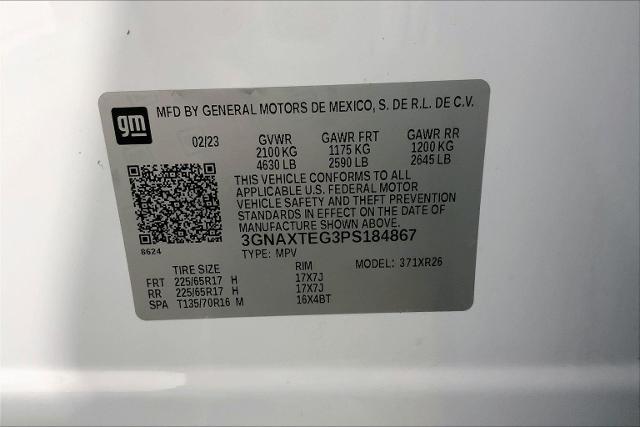 gm
MFD BY GENERAL MOTORS DE MEXICO, S. DE R.L. DE C.V.
02/23 GVWR GAWR FRT GAWR RR
2100 KG 1175 KG 1200 KG
4630 LB 2590 LB 2645 LB
THIS VEHICLE CONFORMS TO ALL
APPLICABLE U.S. FEDERAL MOTOR
VEHICLE SAFETY AND THEFT PREVENTION
STANDARDS IN EFFECT ON THE DATE OF
MANUFACTURE SHOWN ABOVE.
8624
3GNAXTEG3PS184867
TYPE: MPV MODEL: 371XR26
TIRE SIZE RIM
FRT 225/65R17 H 17X7J
RR 225/65R17 H 17X7J
SPA T135/70R16 M 16X4BT